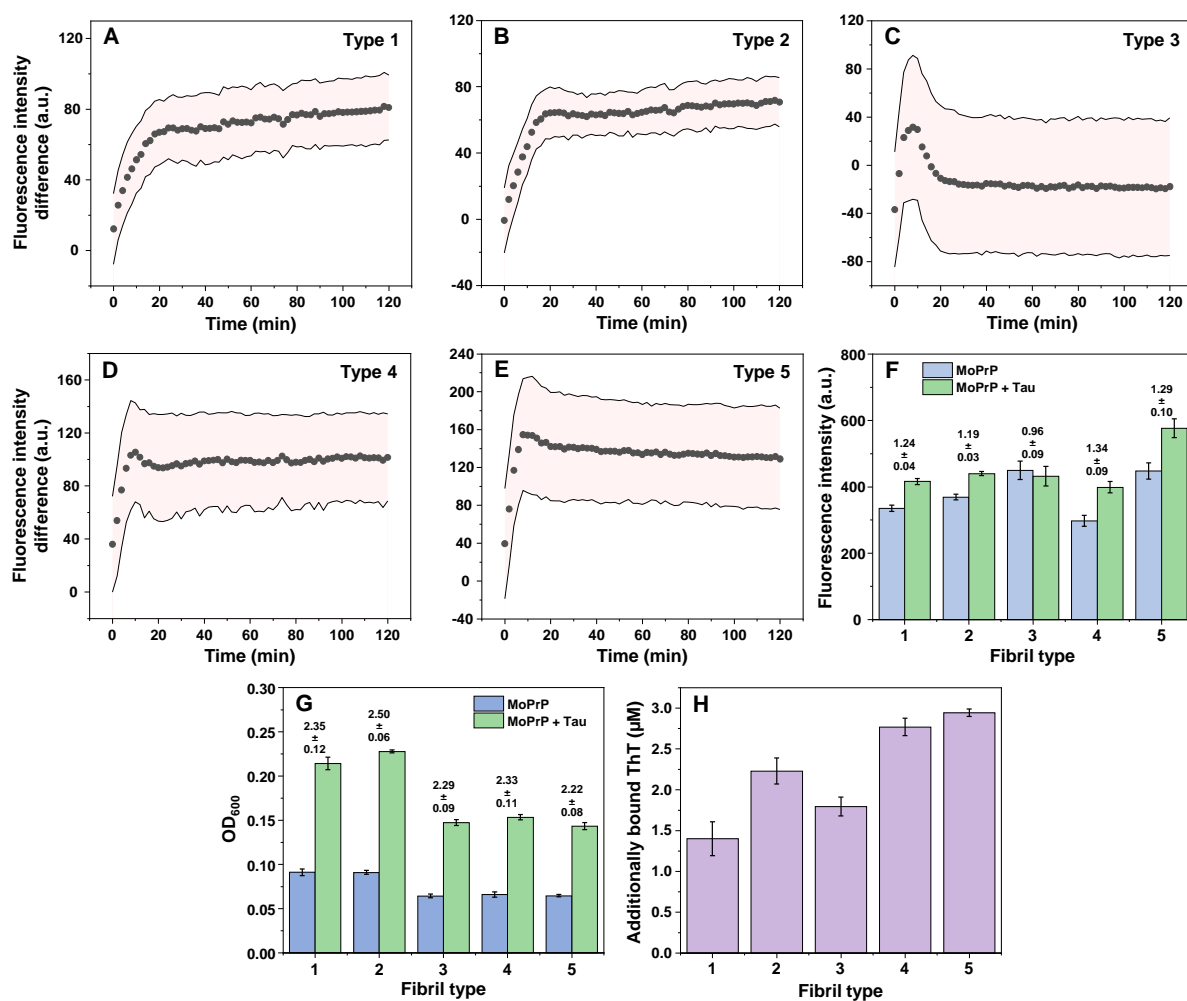 A
Type 1
Fluorescence intensity
difference (a.u.)
120
80
40
0
0 20 40 60 80 100 120
Time (min)
B
Type 2
120
80
40
0
-40
0 20 40 60 80 100 120
Time (min)
C
Type 3
120
80
40
0
-40
-80
0 20 40 60 80 100 120
Time (min)
D
Type 4
Fluorescence intensity
difference (a.u.)
160
120
80
40
0
0 20 40 60 80 100 120
Time (min)
E
Type 5
240
200
160
120
80
40
0
-40
0 20 40 60 80 100 120
Time (min)
F
MoPrP
MoPrP + Tau
Fluorescence intensity (a.u.)
800
600
400
200
0
1.24
±
0.04
1.19
±
0.03
0.96
±
0.09
1.34
±
0.09
1.29
±
0.10
1 2 3 4 5
Fibril type
G
MoPrP
MoPrP + Tau
OD600
0.30
0.25
0.20
0.15
0.10
0.05
0.00
2.35
±
0.12
2.50
±
0.06
2.29
±
0.09
2.33
±
0.11
2.22
±
0.08
1 2 3 4 5
Fibril type
H
Additionally bound ThT (μM)
3.0
2.5
2.0
1.5
1.0
0.5
0.0
1 2 3 4 5
Fibril type